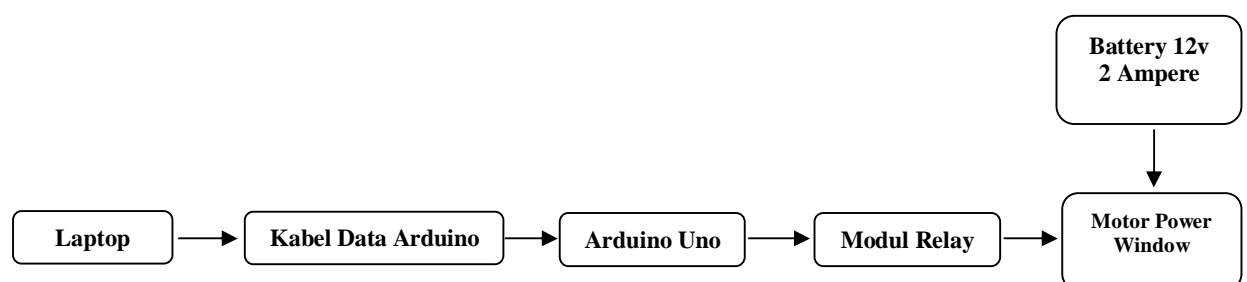 Battery 12v
2 Ampere
Laptop
Kabel Data Arduino
Arduino Uno
Modul Relay
Motor Power
Window